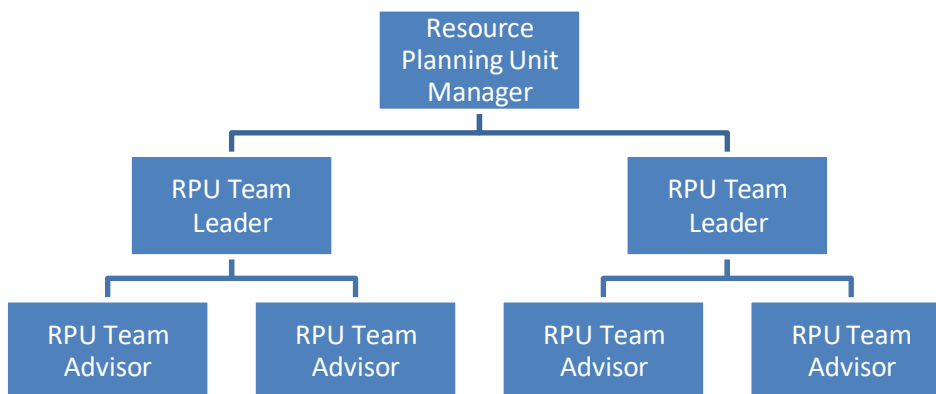 Resource
Planning Unit
Manager
RPU Team
Leader
RPU Team
Leader
RPU Team
Advisor
RPU Team
Advisor
RPU Team
Advisor
RPU Team
Advisor